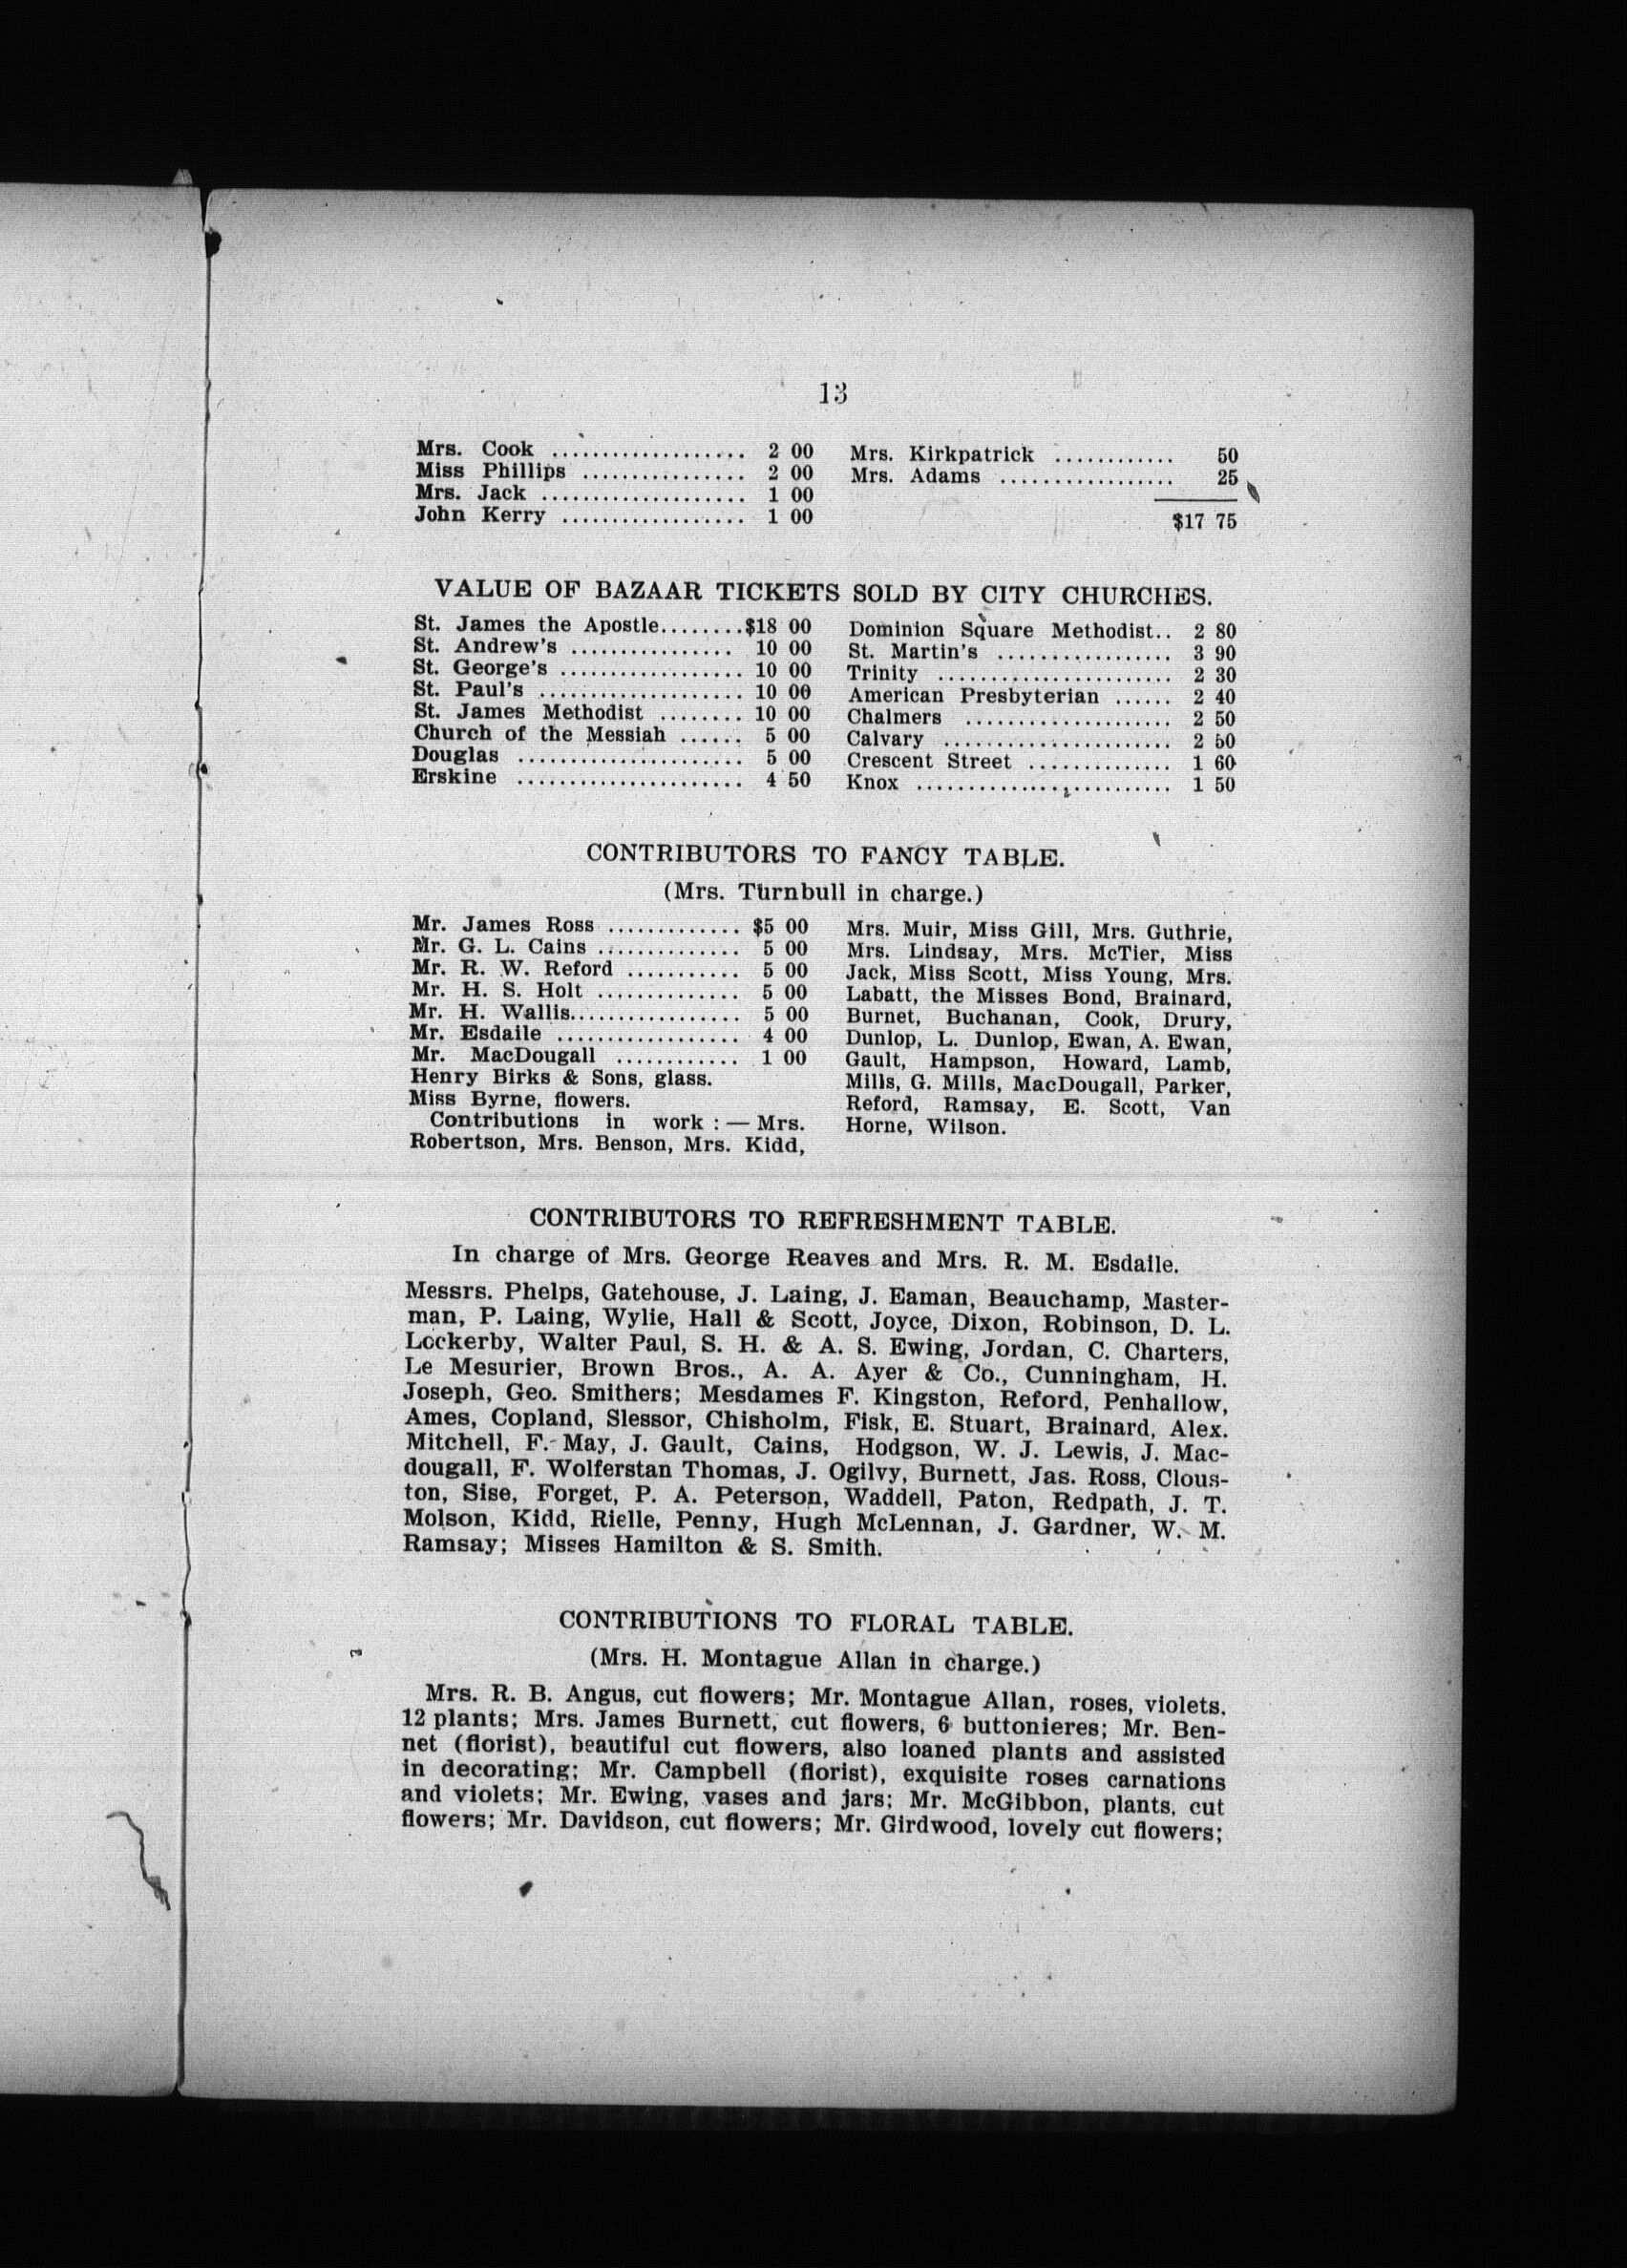 13
Mrs. Cook ................... 2 00
Miss Phillips ................ 2 00
Mrs. Jack .................... 1 00
John Kerry .................. 1 00
Mrs. Kirkpatrick ............ 50
Mrs. Adams ................. 25
$17 75
VALUE OF BAZAAR TICKETS SOLD BY CITY CHURCHES.
St. James the Apostle........$18 00
St. Andrew's ................ 10 00
St. George's .................. 10 00
St. Paul's .................... 10 00
St. James Methodist ........ 10 00
Church of the Messiah ...... 5 00
Douglas ...................... 5 00
Erskine ...................... 4 50
Dominion Square Methodist.. 2 80
St. Martin's ................. 3 90
Trinity ....................... 2 30
American Presbyterian ...... 2 40
Chalmers .................... 2 50
Calvary ...................... 2 50
Crescent Street .............. 1 60
Knox ......................... 1 50
CONTRIBUTORS TO FANCY TABLE.
(Mrs. Turnbull in charge.)
Mr. James Ross ............. $5 00
Mr. G. L. Cains .............. 5 00
Mr. R. W. Reford ........... 5 00
Mr. H. S. Holt .............. 5 00
Mr. H. Wallis................. 5 00
Mr. Esdaile .................. 4 00
Mr. MacDougall ............ 1 00
Henry Birks & Sons, glass.
Miss Byrne, flowers.
Contributions in work : — Mrs.
Robertson, Mrs. Benson, Mrs. Kidd,
Mrs. Muir, Miss Gill, Mrs. Guthrie,
Mrs. Lindsay, Mrs. McTier, Miss
Jack, Miss Scott, Miss Young, Mrs.
Labatt, the Misses Bond, Brainard,
Burnet, Buchanan, Cook, Drury,
Dunlop, L. Dunlop, Ewan, A. Ewan,
Gault, Hampson, Howard, Lamb,
Mills, G. Mills, MacDougall, Parker,
Reford, Ramsay, E. Scott, Van
Horne, Wilson.
CONTRIBUTORS TO REFRESHMENT TABLE.
In charge of Mrs. George Reaves and Mrs. R. M. Esdaile.
Messrs. Phelps, Gatehouse, J. Laing, J. Eaman, Beauchamp, Master-
man, P. Laing, Wylie, Hall & Scott, Joyce, Dixon, Robinson, D. L.
Lockerby, Walter Paul, S. H. & A. S. Ewing, Jordan, C. Charters,
Le Mesurier, Brown Bros., A. A. Ayer & Co., Cunningham, H.
Joseph, Geo. Smithers; Mesdames F. Kingston, Reford, Penhallow,
Ames, Copland, Slessor, Chisholm, Fisk, E. Stuart, Brainard, Alex.
Mitchell, F. May, J. Gault, Cains, Hodgson, W. J. Lewis, J. Mac-
dougall, F. Wolferstan Thomas, J. Ogilvy, Burnett, Jas. Ross, Clous-
ton, Sise, Forget, P. A. Peterson, Waddell, Paton, Redpath, J. T.
Molson, Kidd, Rielle, Penny, Hugh McLennan, J. Gardner, W. M.
Ramsay; Misses Hamilton & S. Smith.
CONTRIBUTIONS TO FLORAL TABLE.
(Mrs. H. Montague Allan in charge.)
Mrs. R. B. Angus, cut flowers; Mr. Montague Allan, roses, violets.
12 plants; Mrs. James Burnett, cut flowers, 6 buttonieres; Mr. Ben-
net (florist), beautiful cut flowers, also loaned plants and assisted
in decorating; Mr. Campbell (florist), exquisite roses carnations
and violets; Mr. Ewing, vases and jars; Mr. McGibbon, plants, cut
flowers; Mr. Davidson, cut flowers; Mr. Girdwood, lovely cut flowers;